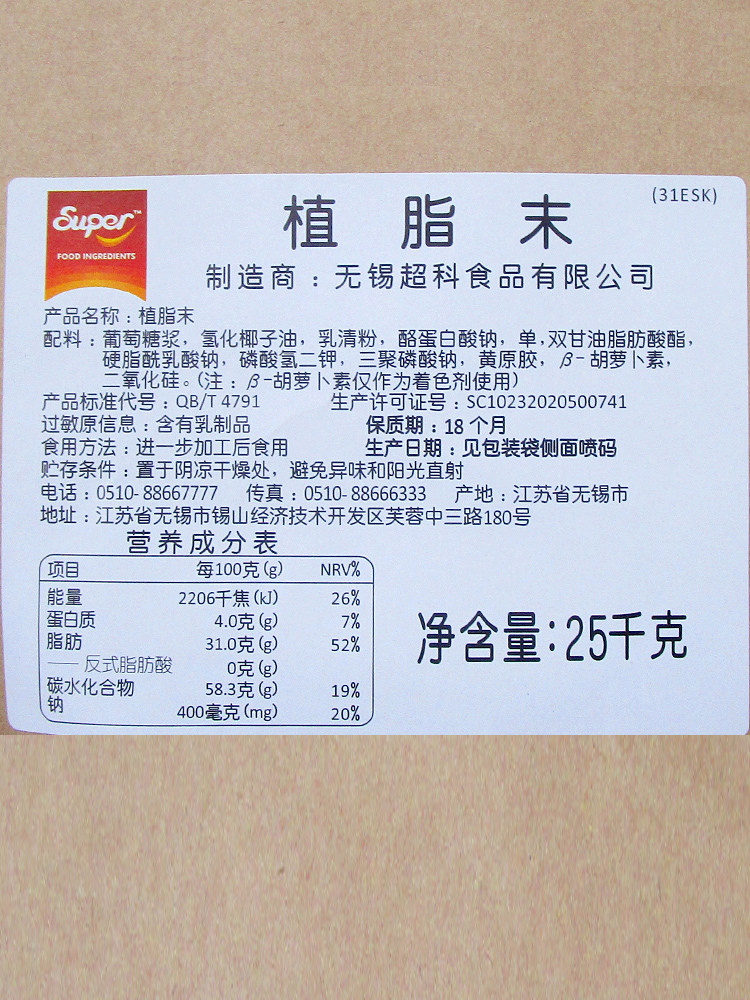 Super™
FOOD INGREDIENTS
(31ESK)
植脂末
制造商：无锡超科食品有限公司
产品名称：植脂末
配料：葡萄糖浆，氢化椰子油，乳清粉，酪蛋白酸钠，单,双甘油脂肪酸酯，
硬脂酰乳酸钠，磷酸氢二钾，三聚磷酸钠，黄原胶，β-胡萝卜素，
二氧化硅。(注：β-胡萝卜素仅作为着色剂使用)
产品标准代号：QB/T 4791 生产许可证号：SC10232020500741
过敏原信息：含有乳制品 保质期：18个月
食用方法：进一步加工后食用 生产日期：见包装袋侧面喷码
贮存条件：置于阴凉干燥处，避免异味和阳光直射
电话：0510-88667777 传真：0510-88666333 产地：江苏省无锡市
地址：江苏省无锡市锡山经济技术开发区芙蓉中三路180号
营养成分表
项目 每100克(g) NRV%
能量 2206千焦(kJ) 26%
蛋白质 4.0克(g) 7%
脂肪 31.0克(g) 52%
——反式脂肪酸 0克(g)
碳水化合物 58.3克(g) 19%
钠 400毫克(mg) 20%
净含量:25千克